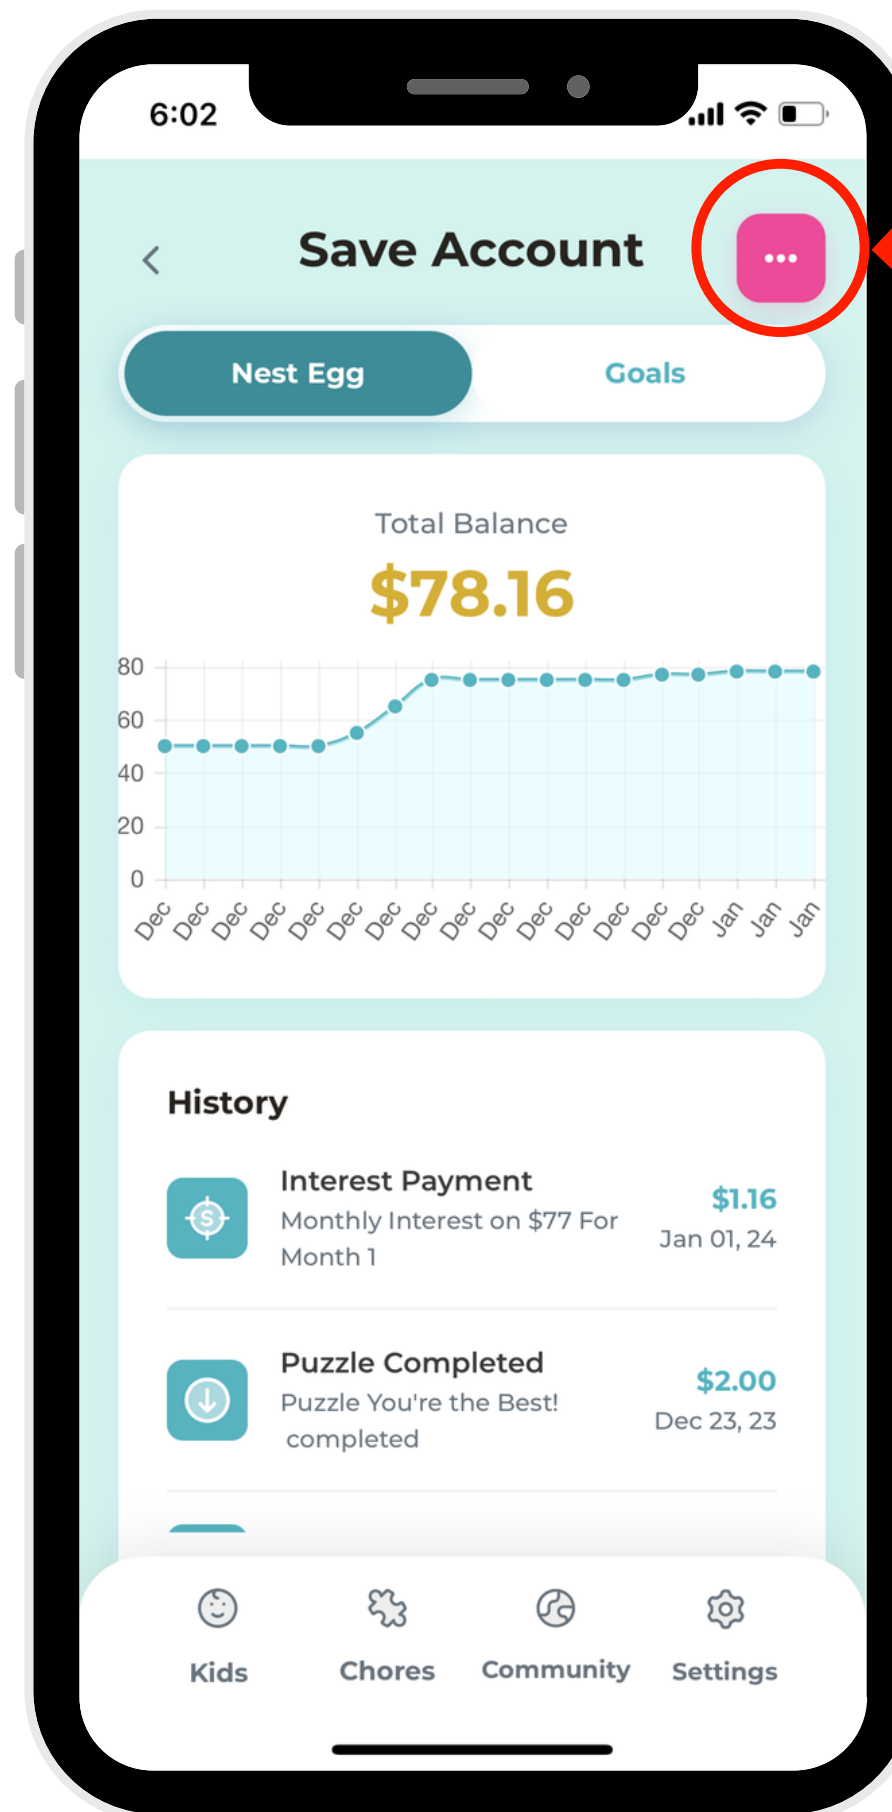 6:02
Save Account
Nest Egg
Goals
Total Balance
$78.16
80
60
40
20
0
Dec Dec Dec Dec Dec Dec Dec Dec Dec Dec Dec Dec Dec Dec Dec Jan Jan Jan
History
Interest Payment
$1.16
Monthly Interest on $77 For
Jan 01, 24
Month 1
Puzzle Completed
$2.00
Puzzle You're the Best!
Dec 23, 23
completed
Kids
Chores
Community
Settings